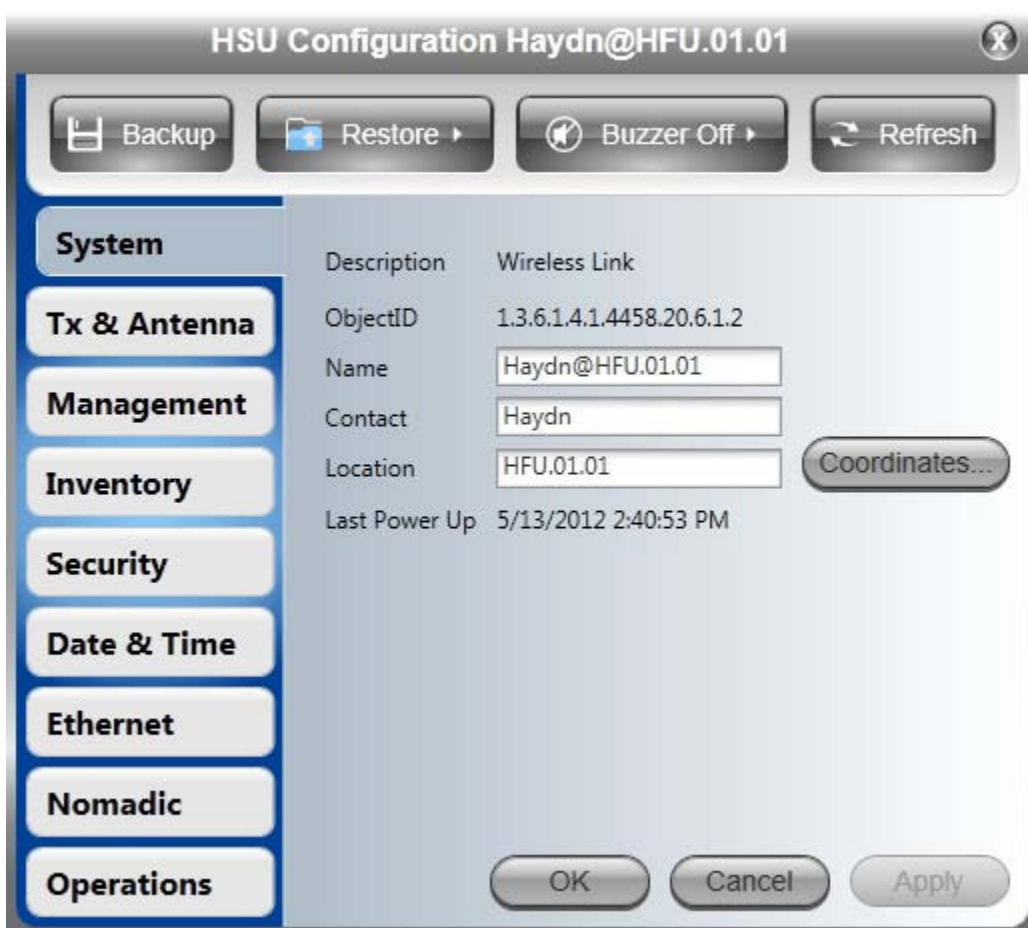 HSU Configuration Haydn@HFU.01.01
X
Backup
Restore
Buzzer Off
Refresh
System
Tx & Antenna
Management
Inventory
Security
Date & Time
Ethernet
Nomadic
Operations
Description Wireless Link
ObjectID 1.3.6.1.4.1.4458.20.6.1.2
Name Haydn@HFU.01.01
Contact Haydn
Location HFU.01.01 Coordinates...
Last Power Up 5/13/2012 2:40:53 PM
OK
Cancel
Apply